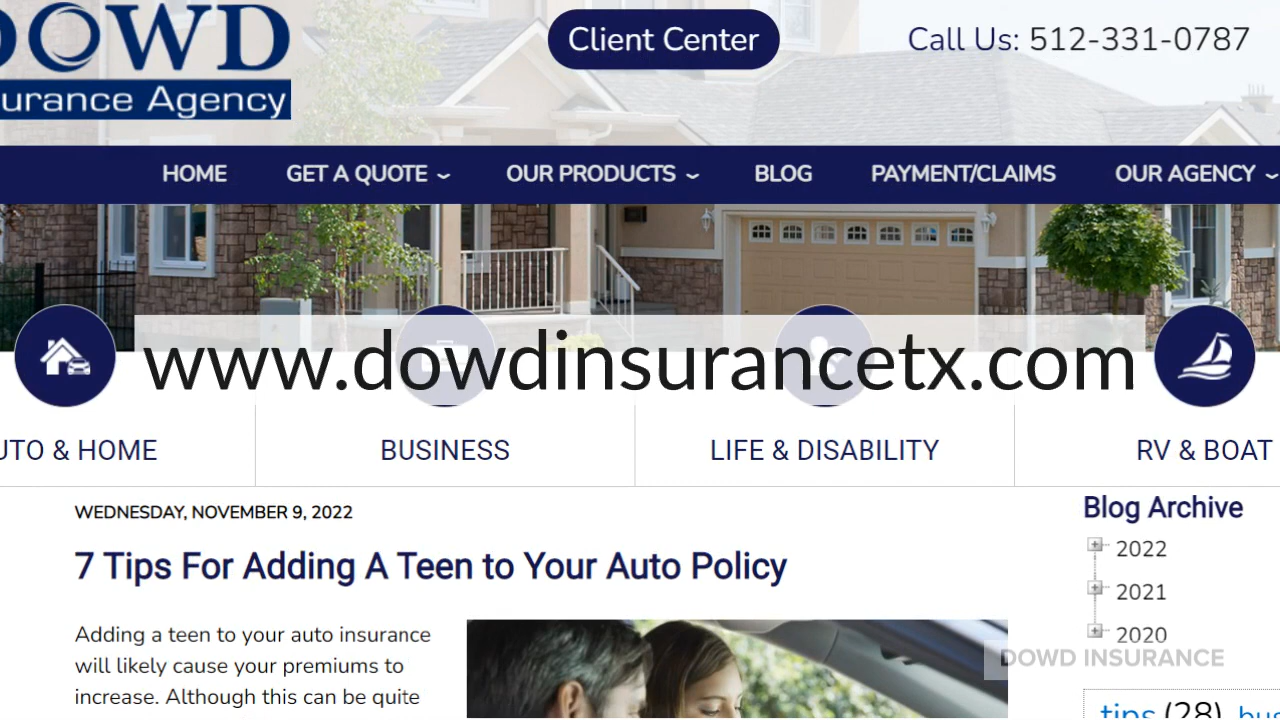 DOWD
urance Agency
Client Center
Call Us: 512-331-0787
HOME
GET A QUOTE
OUR PRODUCTS
BLOG
PAYMENT/CLAIMS
OUR AGENCY
www.dowdinsurancetx.com
UTO & HOME
BUSINESS
LIFE & DISABILITY
RV & BOAT
WEDNESDAY, NOVEMBER 9, 2022
7 Tips For Adding A Teen to Your Auto Policy
Adding a teen to your auto insurance
will likely cause your premiums to
increase. Although this can be quite
Blog Archive
2022
2021
2020
DOWD INSURANCE
tips (28)